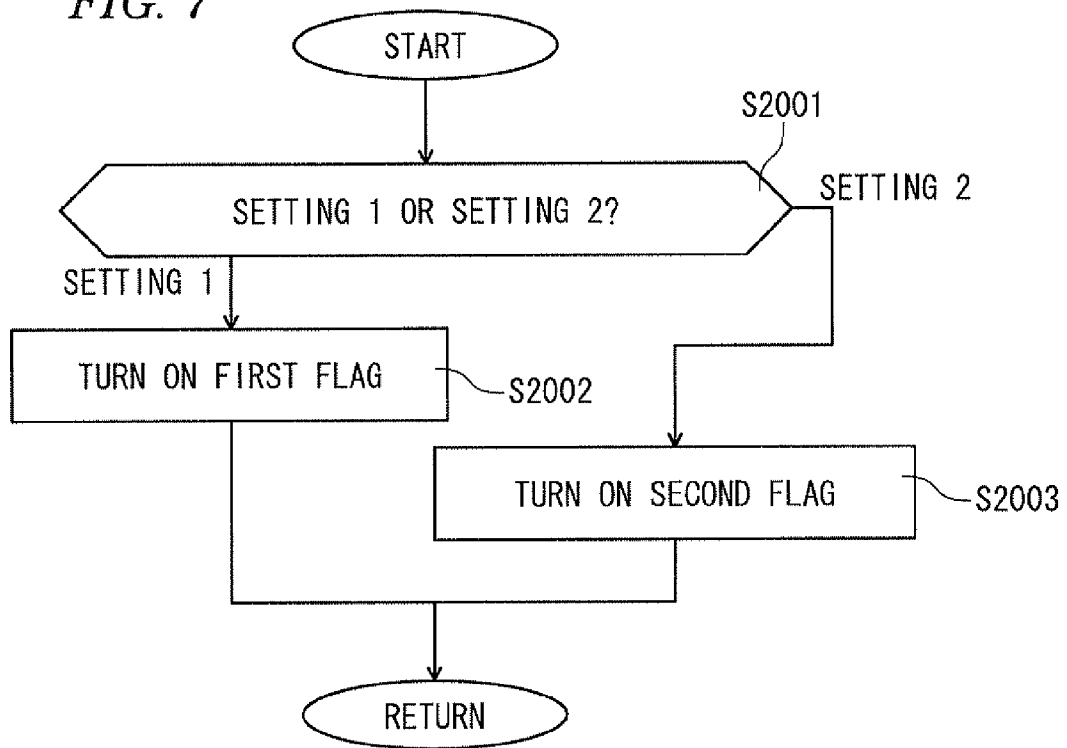 FIG. 7
START
S2001
SETTING 1 OR SETTING 2?
SETTING 2
SETTING 1
TURN ON FIRST FLAG
S2002
TURN ON SECOND FLAG
S2003
RETURN